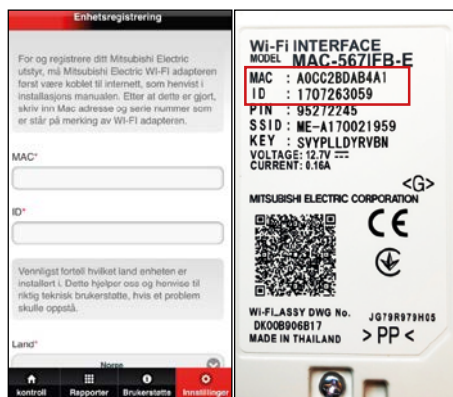 Enhetsregistrering
For og registrere ditt Mitsubishi Electric
utstyr, må Mitsubishi Electric WI-FI adapteren
først være koblet til internett, som henvist i
installasjons manualen. Etter at dette er gjort,
skriv inn Mac adresse og serie nummer som
er står på merking av WI-FI adapteren.
MAC*
ID*
Vennligst fortell hvilket land enheten er
installert i. Dette hjelper oss og henwise til
riktig teknisk brukerstøtte, hvis et problem
skulle oppstå.
Land*
Norge
kontroll
Rapporter
Brukerstøtte
Innstillinger
Wi-Fi INTERFACE
MODEL MAC-567IFB-E
MAC : A0CC2BDAB4A1
ID : 1707263059
PIN : 95272245
SSID : ME-A170021959
KEY : SVYPLLDYRVBN
VOLTAGE: 12.7V
CURRENT: 0.16A
<G>
MITSUBISHI ELECTRIC CORPORATION
CE
WI-FI_ASSY DWG No.
DK00B906B17
MADE IN THAILAND
JG79R979H05
>PP<